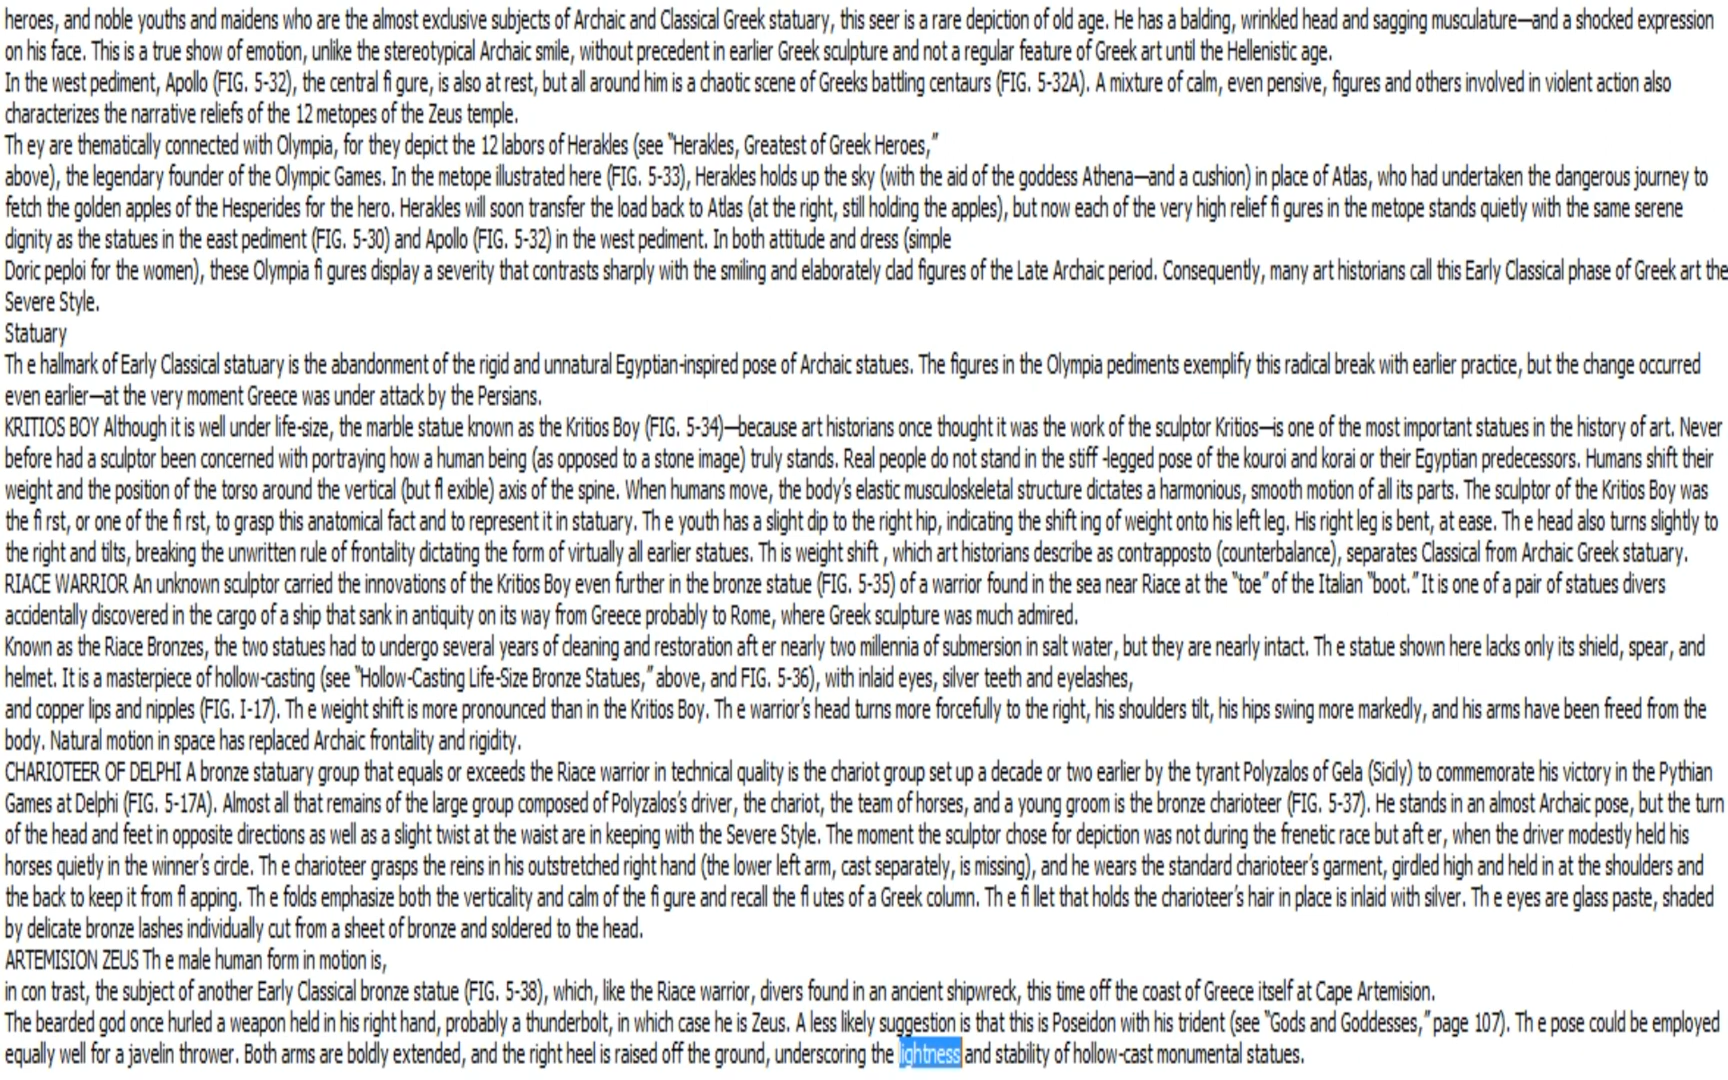 heroes, and noble youths and maidens who are the almost exclusive subjects of Archaic and Classical Greek statuary, this seer is a rare depiction of old age. He has a balding, wrinkled head and sagging musculature—and a shocked expression
on his face. This is a true show of emotion, unlike the stereotypical Archaic smile, without precedent in earlier Greek sculpture and not a regular feature of Greek art until the Hellenistic age.
In the west pediment, Apollo (FIG. 5-32), the central fi gure, is also at rest, but all around him is a chaotic scene of Greeks battling centaurs (FIG. 5-32A). A mixture of calm, even pensive, figures and others involved in violent action also
characterizes the narrative reliefs of the 12 metopes of the Zeus temple.
Th ey are thematically connected with Olympia, for they depict the 12 labors of Herakles (see “Herakles, Greatest of Greek Heroes,”
above), the legendary founder of the Olympic Games. In the metope illustrated here (FIG. 5-33), Herakles holds up the sky (with the aid of the goddess Athena—and a cushion) in place of Atlas, who had undertaken the dangerous journey to
fetch the golden apples of the Hesperides for the hero. Herakles will soon transfer the load back to Atlas (at the right, still holding the apples), but now each of the very high relief fi gures in the metope stands quietly with the same serene
dignity as the statues in the east pediment (FIG. 5-30) and Apollo (FIG. 5-32) in the west pediment. In both attitude and dress (simple
Doric peploi for the women), these Olympia fi gures display a severity that contrasts sharply with the smiling and elaborately clad figures of the Late Archaic period. Consequently, many art historians call this Early Classical phase of Greek art the
Severe Style.
Statuary
Th e hallmark of Early Classical statuary is the abandonment of the rigid and unnatural Egyptian-inspired pose of Archaic statues. The figures in the Olympia pediments exemplify this radical break with earlier practice, but the change occurred
even earlier—at the very moment Greece was under attack by the Persians.
KRITIOS BOY Although it is well under life-size, the marble statue known as the Kritios Boy (FIG. 5-34)—because art historians once thought it was the work of the sculptor Kritios—is one of the most important statues in the history of art. Never
before had a sculptor been concerned with portraying how a human being (as opposed to a stone image) truly stands. Real people do not stand in the stiff -legged pose of the kouroi and korai or their Egyptian predecessors. Humans shift their
weight and the position of the torso around the vertical (but fl exible) axis of the spine. When humans move, the body’s elastic musculoskeletal structure dictates a harmonious, smooth motion of all its parts. The sculptor of the Kritios Boy was
the fi rst, or one of the fi rst, to grasp this anatomical fact and to represent it in statuary. Th e youth has a slight dip to the right hip, indicating the shift ing of weight onto his left leg. His right leg is bent, at ease. Th e head also turns slightly to
the right and tilts, breaking the unwritten rule of frontality dictating the form of virtually all earlier statues. Th is weight shift , which art historians describe as contrapposto (counterbalance), separates Classical from Archaic Greek statuary.
RIACE WARRIOR An unknown sculptor carried the innovations of the Kritios Boy even further in the bronze statue (FIG. 5-35) of a warrior found in the sea near Riace at the “toe” of the Italian “boot.” It is one of a pair of statues divers
accidentally discovered in the cargo of a ship that sank in antiquity on its way from Greece probably to Rome, where Greek sculpture was much admired.
Known as the Riace Bronzes, the two statues had to undergo several years of cleaning and restoration aft er nearly two millennia of submersion in salt water, but they are nearly intact. Th e statue shown here lacks only its shield, spear, and
helmet. It is a masterpiece of hollow-casting (see “Hollow-Casting Life-Size Bronze Statues,” above, and FIG. 5-36), with inlaid eyes, silver teeth and eyelashes,
and copper lips and nipples (FIG. I-17). Th e weight shift is more pronounced than in the Kritios Boy. Th e warrior’s head turns more forcefully to the right, his shoulders tilt, his hips swing more markedly, and his arms have been freed from the
body. Natural motion in space has replaced Archaic frontality and rigidity.
CHARIOTEER OF DELPHI A bronze statuary group that equals or exceeds the Riace warrior in technical quality is the chariot group set up a decade or two earlier by the tyrant Polyzalos of Gela (Sicily) to commemorate his victory in the Pythian
Games at Delphi (FIG. 5-17A). Almost all that remains of the large group composed of Polyzalos’s driver, the chariot, the team of horses, and a young groom is the bronze charioteer (FIG. 5-37). He stands in an almost Archaic pose, but the turn
of the head and feet in opposite directions as well as a slight twist at the waist are in keeping with the Severe Style. The moment the sculptor chose for depiction was not during the frenetic race but aft er, when the driver modestly held his
horses quietly in the winner’s circle. Th e charioteer grasps the reins in his outstretched right hand (the lower left arm, cast separately, is missing), and he wears the standard charioteer’s garment, girdled high and held in at the shoulders and
the back to keep it from fl apping. Th e folds emphasize both the verticality and calm of the fi gure and recall the fl utes of a Greek column. Th e fi llet that holds the charioteer’s hair in place is inlaid with silver. Th e eyes are glass paste, shaded
by delicate bronze lashes individually cut from a sheet of bronze and soldered to the head.
ARTEMISION ZEUS Th e male human form in motion is,
in con trast, the subject of another Early Classical bronze statue (FIG. 5-38), which, like the Riace warrior, divers found in an ancient shipwreck, this time off the coast of Greece itself at Cape Artemision.
The bearded god once hurled a weapon held in his right hand, probably a thunderbolt, in which case he is Zeus. A less likely suggestion is that this is Poseidon with his trident (see “Gods and Goddesses,” page 107). Th e pose could be employed
equally well for a javelin thrower. Both arms are boldly extended, and the right heel is raised off the ground, underscoring the lightness and stability of hollow-cast monumental statues.